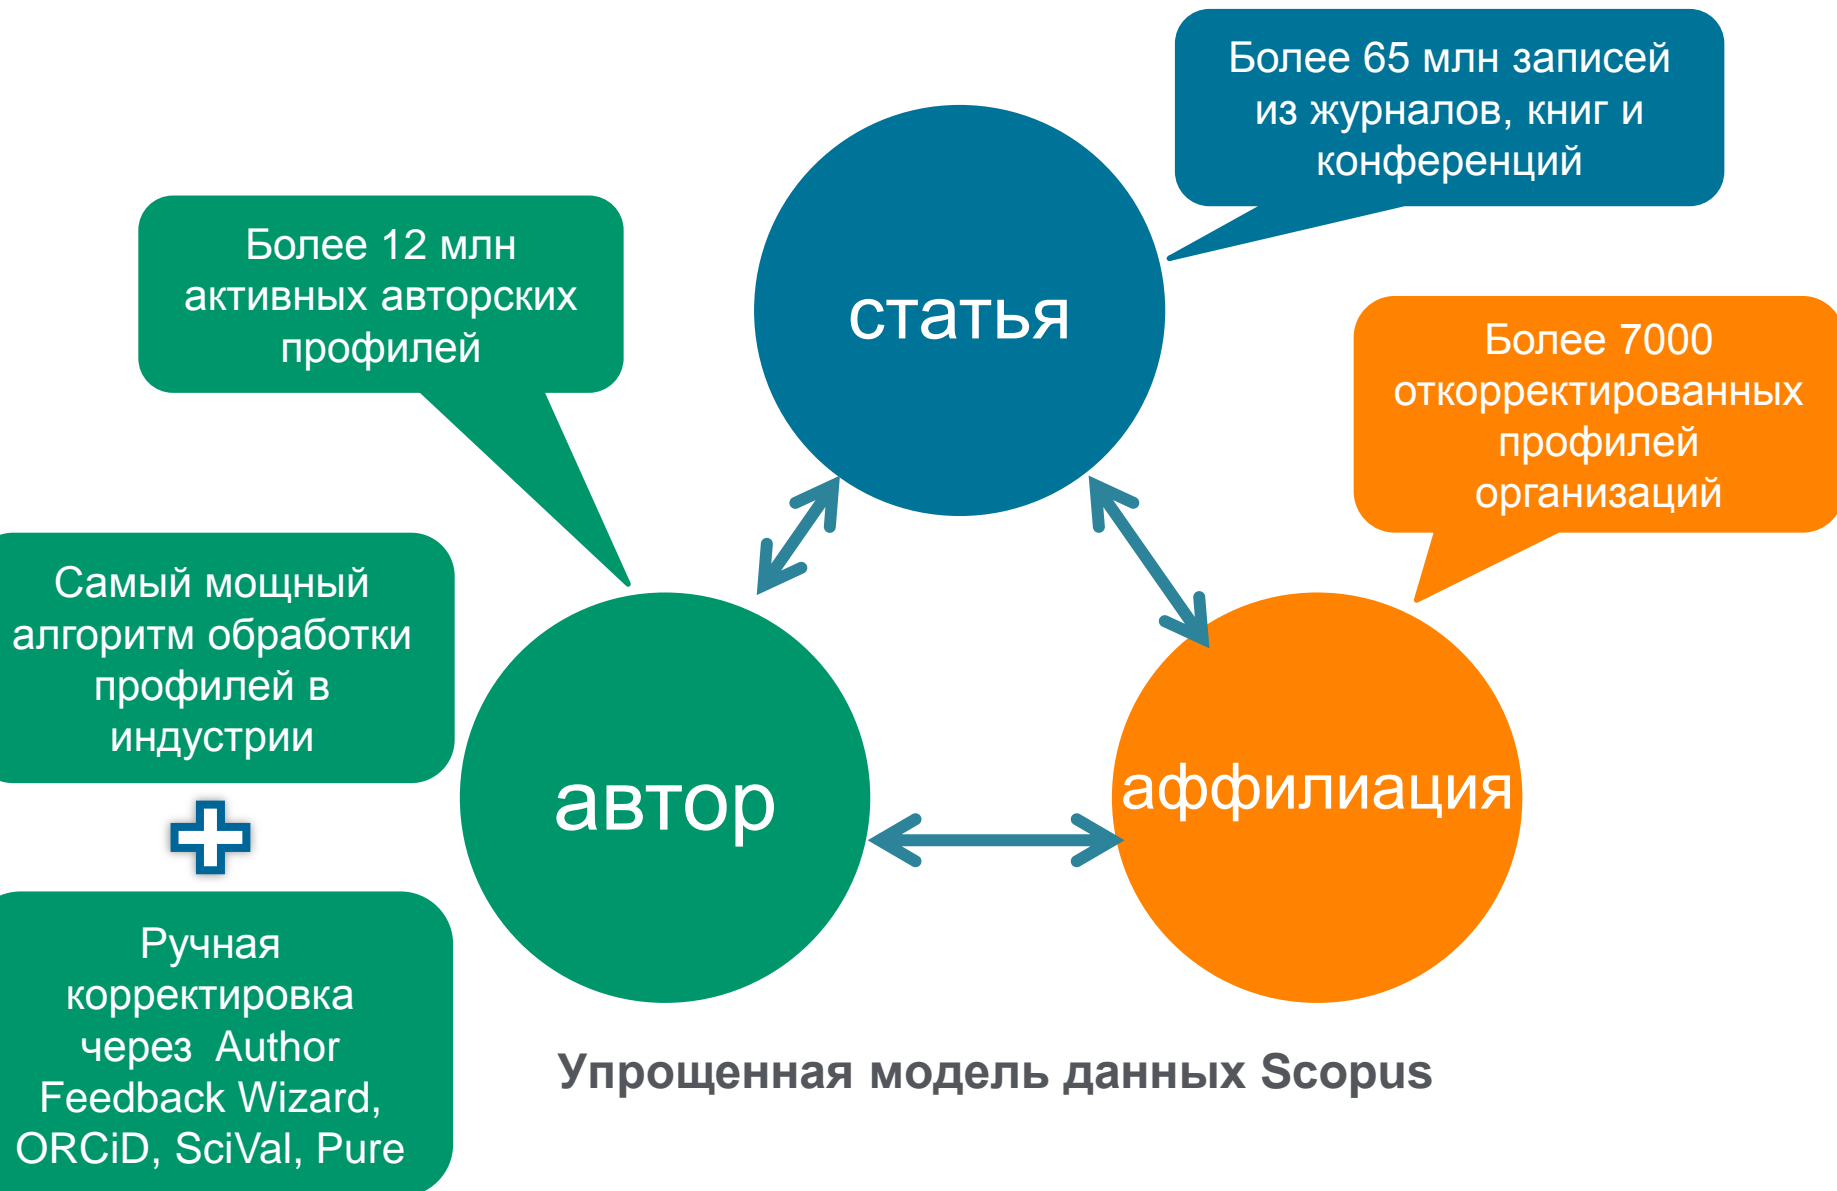 Более 65 млн записей
из журналов, книг и
конференций
Более 12 млн
активных авторских
профилей
статья
Более 7000
откорректированных
профилей
организаций
Самый мощный
алгоритм обработки
профилей в
индустрии
автор
аффилиация
Ручная
корректировка
через Author
Feedback Wizard,
ORCiD, SciVal, Pure
Упрощенная модель данных Scopus